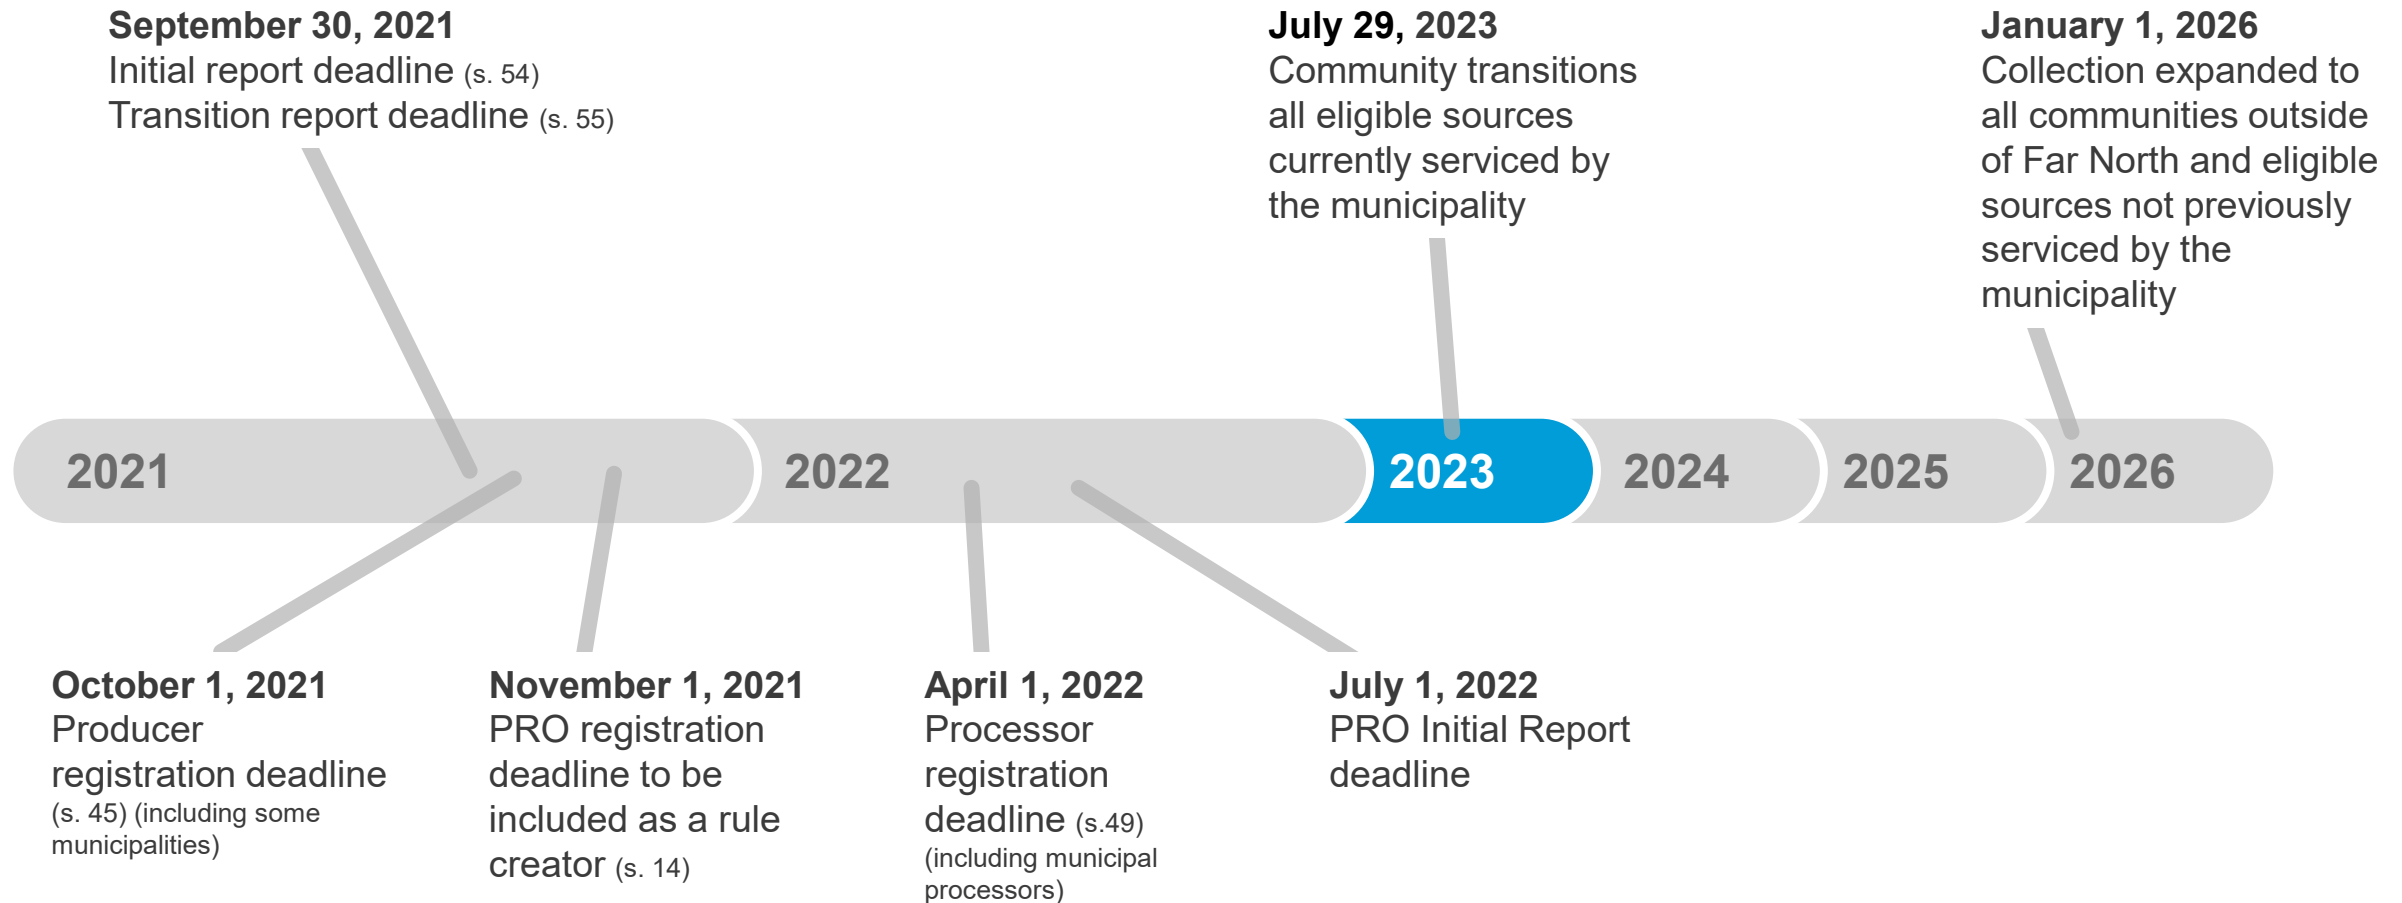 September 30, 2021
Initial report deadline (s. 54)
Transition report deadline (s. 55)
July 29, 2023
Community transitions
all eligible sources
currently serviced by
the municipality
January 1, 2026
Collection expanded to
all communities outside
of Far North and eligible
sources not previously
serviced by the
municipality
2021
2022
2023
2024
2025
2026
October 1, 2021
Producer
registration deadline
(s. 45) (including some
municipalities)
November 1, 2021
PRO registration
deadline to be
included as a rule
creator (s. 14)
April 1, 2022
Processor
registration
deadline (s.49)
(including municipal
processors)
July 1, 2022
PRO Initial Report
deadline